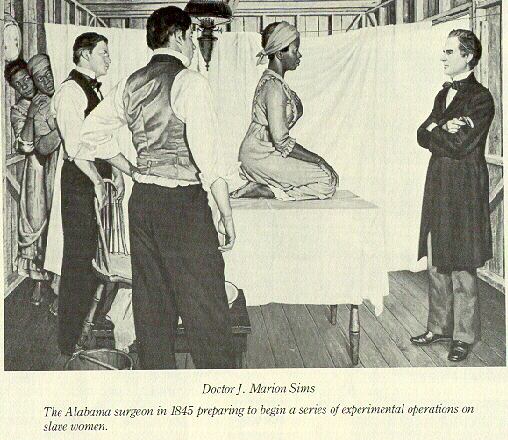 Doctor J. Marion Sims
The Alabama surgeon in 1845 preparing to begin a series of experimental operations on
slave women.